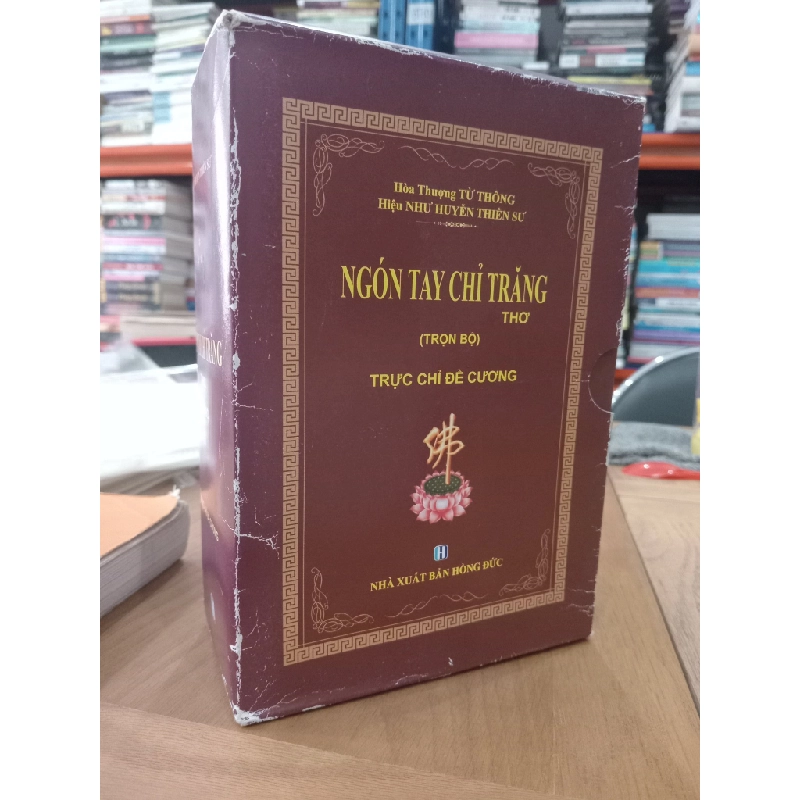 Hòa Thượng TỪ THÔNG
Hiệu NHƯ HUYỄN THIỀN SƯ
NGÓN TAY CHỈ TRĂNG
THƠ
(TRỌN BỘ)
TRỰC CHỈ ĐỀ CƯƠNG
佛
H
NHÀ XUẤT BẢN HỒNG ĐỨC